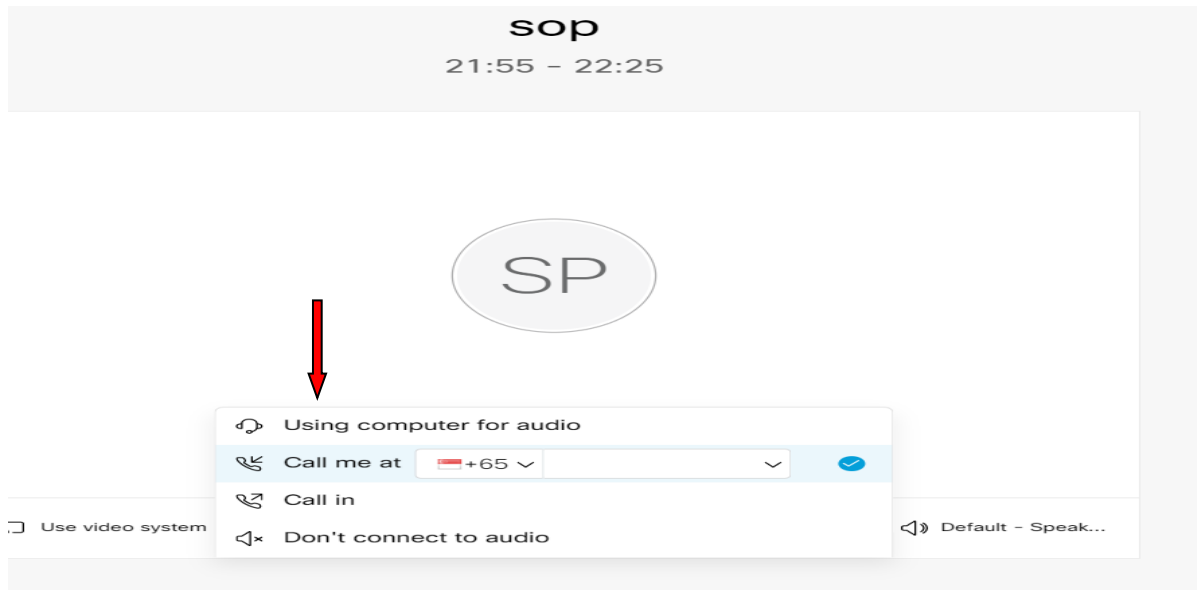 sop
21:55 - 22:25
SP
Using computer for audio
Call me at +65
Call in
Use video system
Don't connect to audio
Default - Speak...